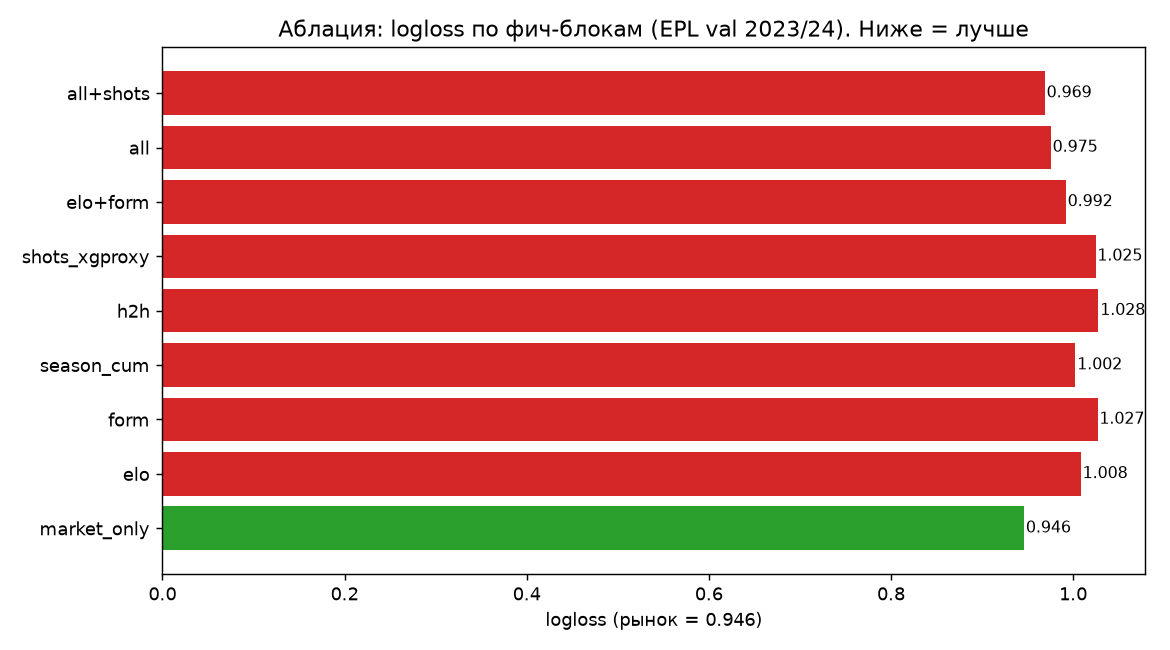 Аблация: logloss по фич-блокам (EPL val 2023/24). Ниже = лучше
all+shots 0.969
all 0.975
elo+form 0.992
shots_xgproxy 1.025
h2h 1.028
season_cum 1.002
form 1.027
elo 1.008
market_only 0.946
0.0 0.2 0.4 0.6 0.8 1.0
logloss (рынок = 0.946)